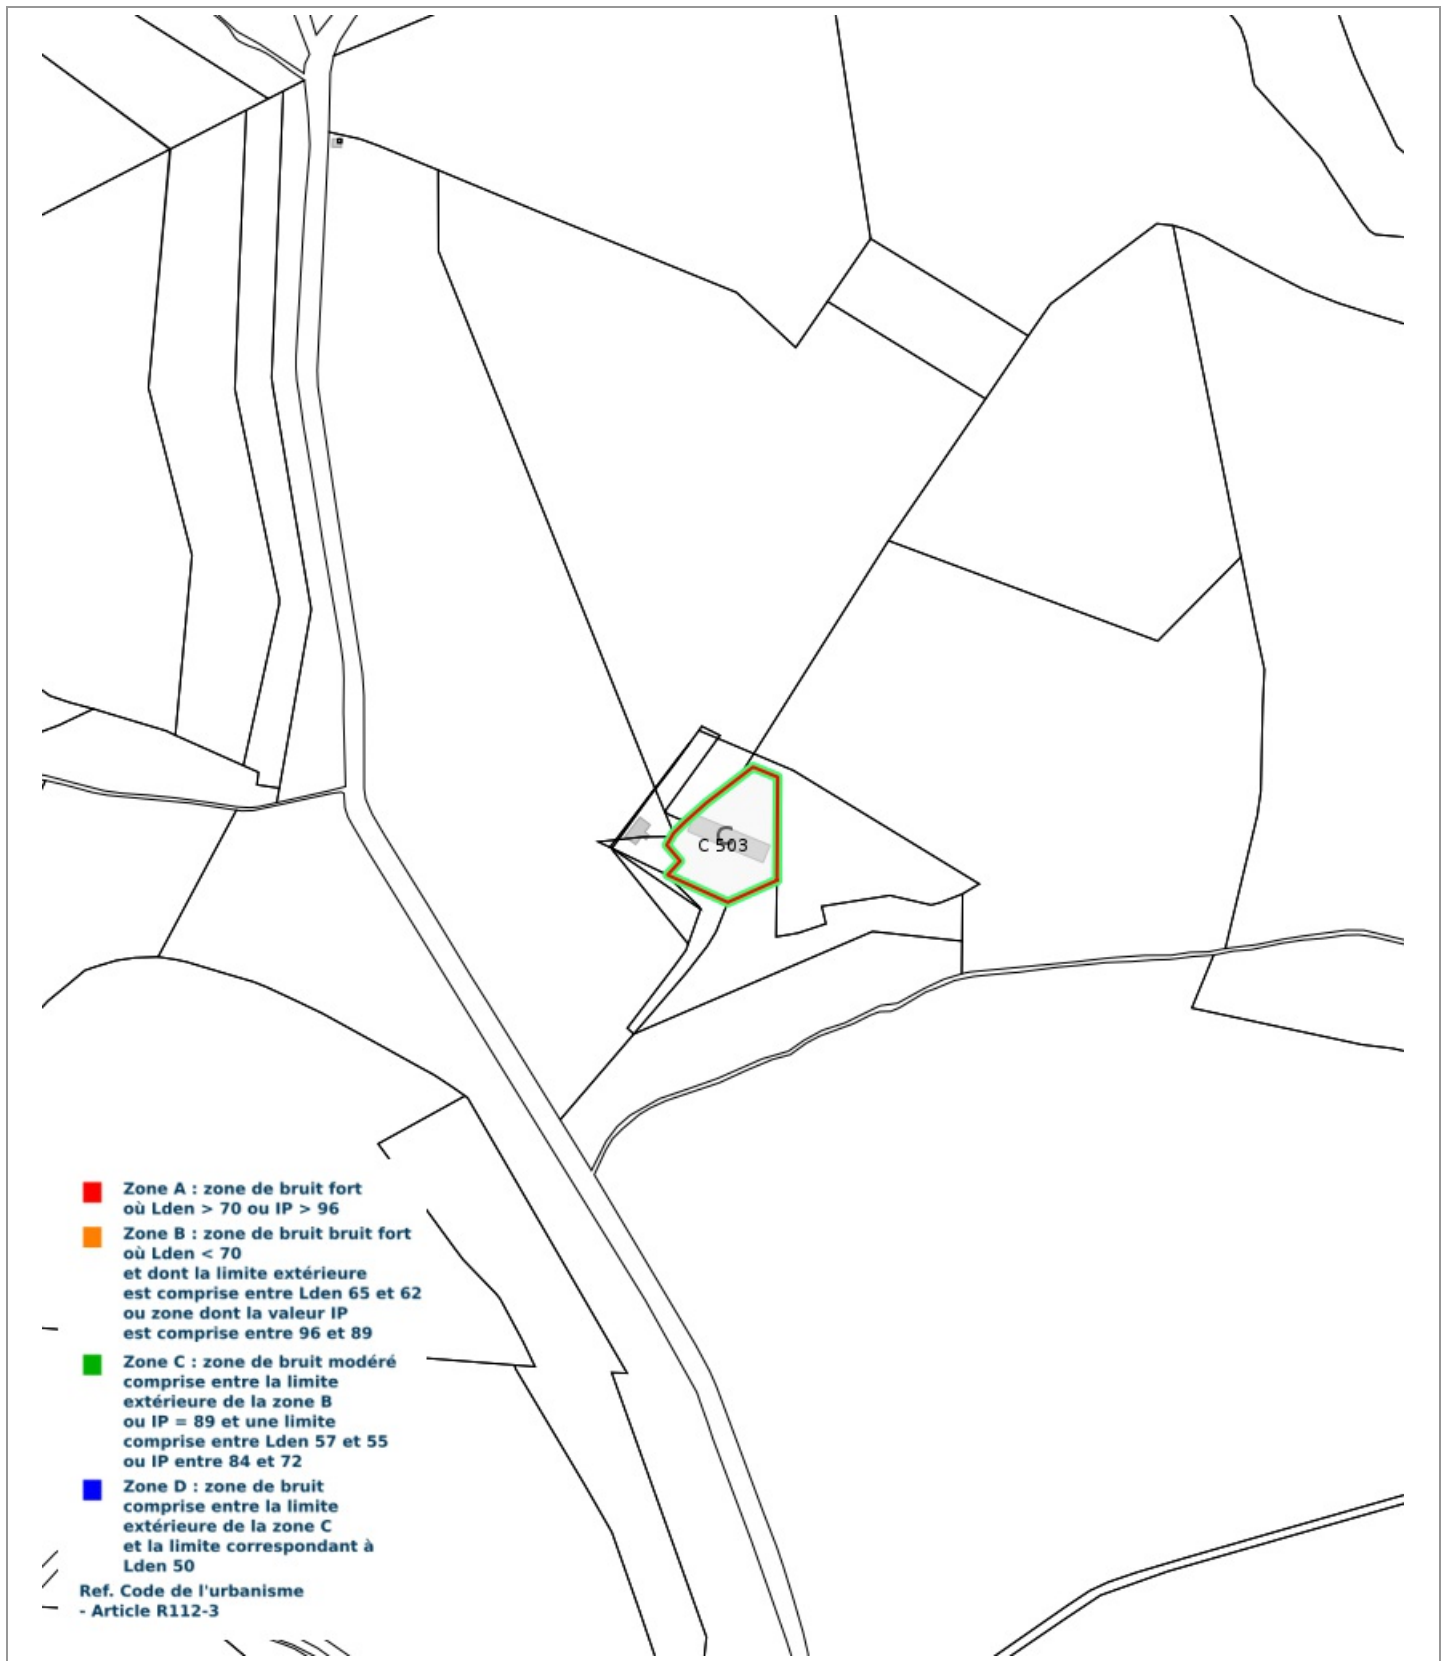 C
C 503
Zone A : zone de bruit fort
où Lden > 70 ou IP > 96
Zone B : zone de bruit bruit fort
où Lden < 70
et dont la limite extérieure
est comprise entre Lden 65 et 62
ou zone dont la valeur IP
est comprise entre 96 et 89
Zone C : zone de bruit modéré
comprise entre la limite
extérieure de la zone B
ou IP = 89 et une limite
comprise entre Lden 57 et 55
ou IP entre 84 et 72
Zone D : zone de bruit
comprise entre la limite
extérieure de la zone C
et la limite correspondant à
Lden 50
Ref. Code de l'urbanisme
- Article R112-3